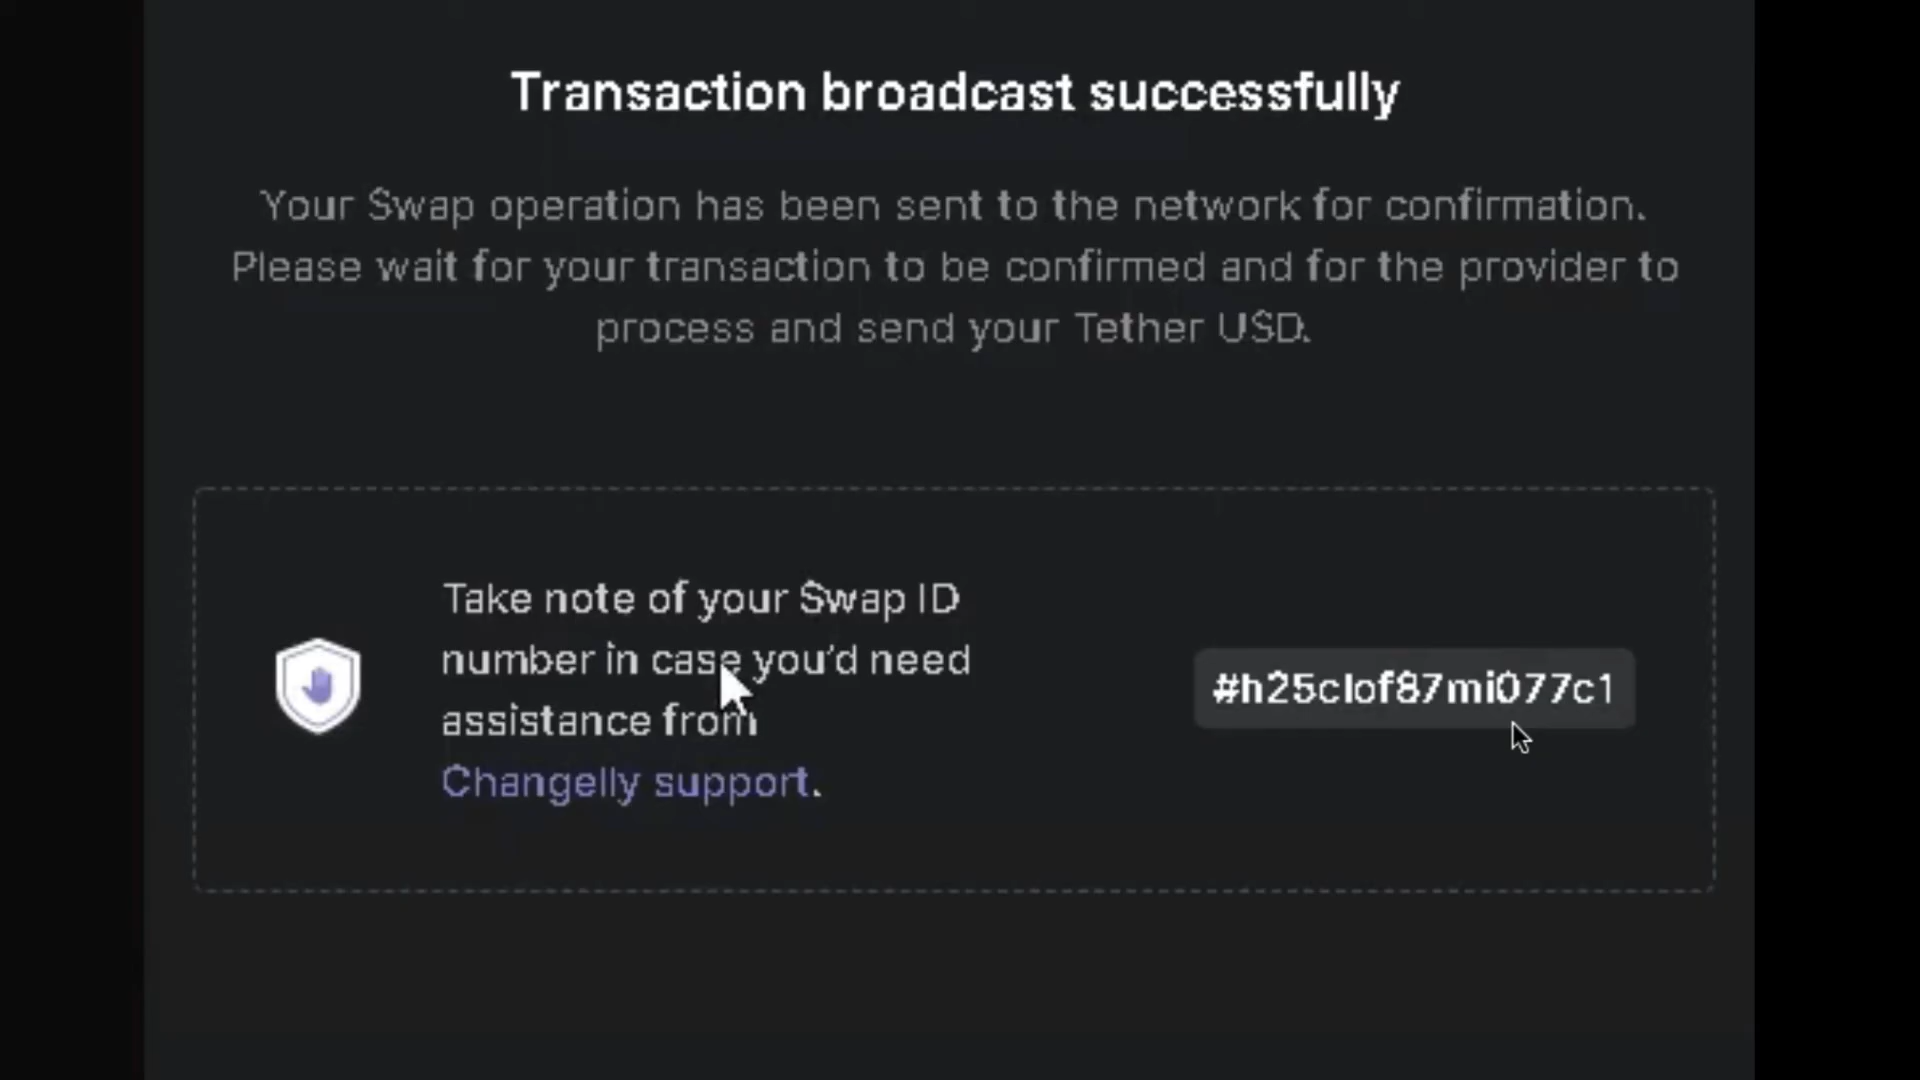 Transaction broadcast successfully
Your Swap operation has been sent to the network for confirmation.
Please wait for your transaction to be confirmed and for the provider to
process and send your Tether USD.
Take note of your Swap ID
number in case you'd need
assistance from
Changelly support.
#h25clof87mi077c1